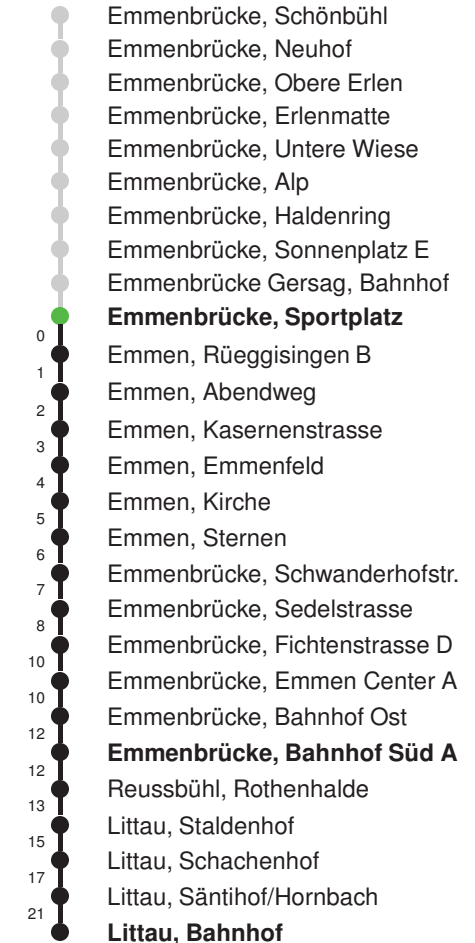 Emmenbrücke, Schönbühl
Emmenbrücke, Neuhof
Emmenbrücke, Obere Erlen
Emmenbrücke, Erlenmatte
Emmenbrücke, Untere Wiese
Emmenbrücke, Alp
Emmenbrücke, Haldenring
Emmenbrücke, Sonnenplatz E
Emmenbrücke Gersag, Bahnhof
Emmenbrücke, Sportplatz
0
Emmen, Rüeggisingen B
1
Emmen, Abendweg
2
Emmen, Kasernenstrasse
3
Emmen, Emmenfeld
4
Emmen, Kirche
5
Emmen, Sternen
6
Emmenbrücke, Schwanderhofstr.
7
Emmenbrücke, Sedelstrasse
8
Emmenbrücke, Fichtenstrasse D
10
Emmenbrücke, Emmen Center A
10
Emmenbrücke, Bahnhof Ost
12
Emmenbrücke, Bahnhof Süd A
12
Reussbühl, Rothenhalde
13
Littau, Staldenhof
15
Littau, Schachenhof
17
Littau, Säntihof/Hornbach
21
Littau, Bahnhof